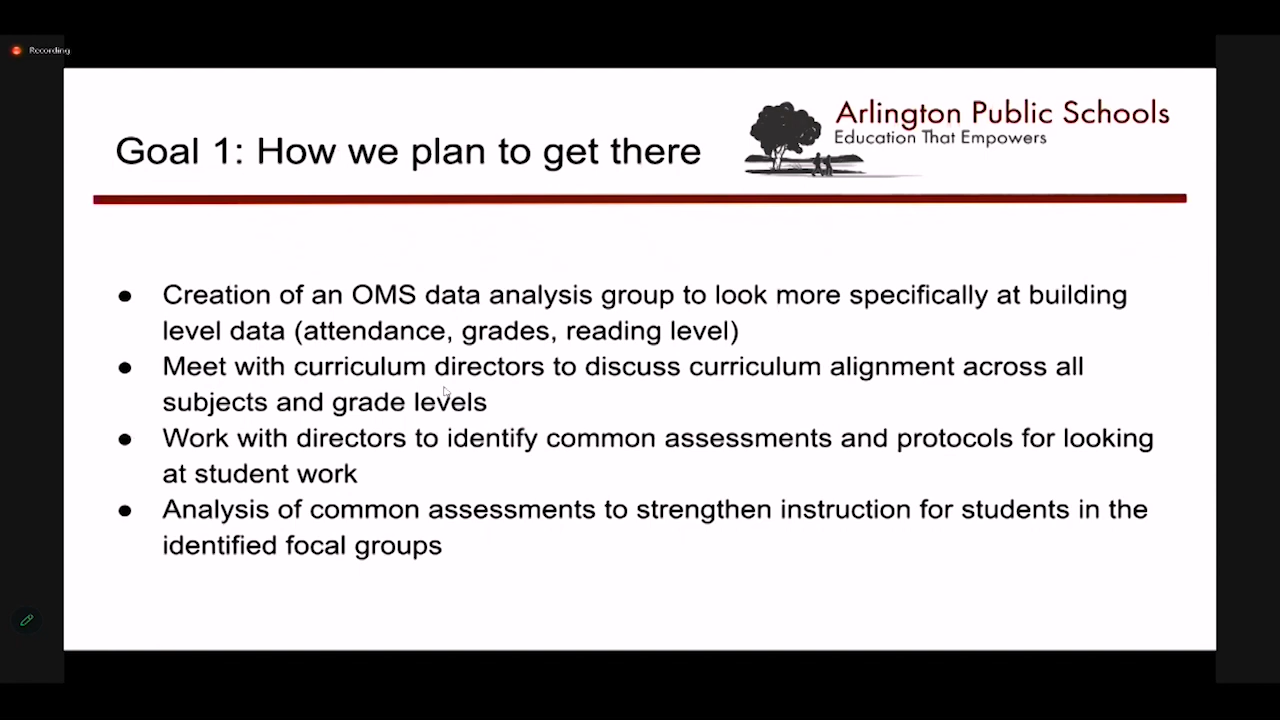 Recording
Arlington Public Schools
Education That Empowers
Goal 1: How we plan to get there
● Creation of an OMS data analysis group to look more specifically at building
level data (attendance, grades, reading level)
● Meet with curriculum directors to discuss curriculum alignment across all
subjects and grade levels
● Work with directors to identify common assessments and protocols for looking
at student work
● Analysis of common assessments to strengthen instruction for students in the
identified focal groups